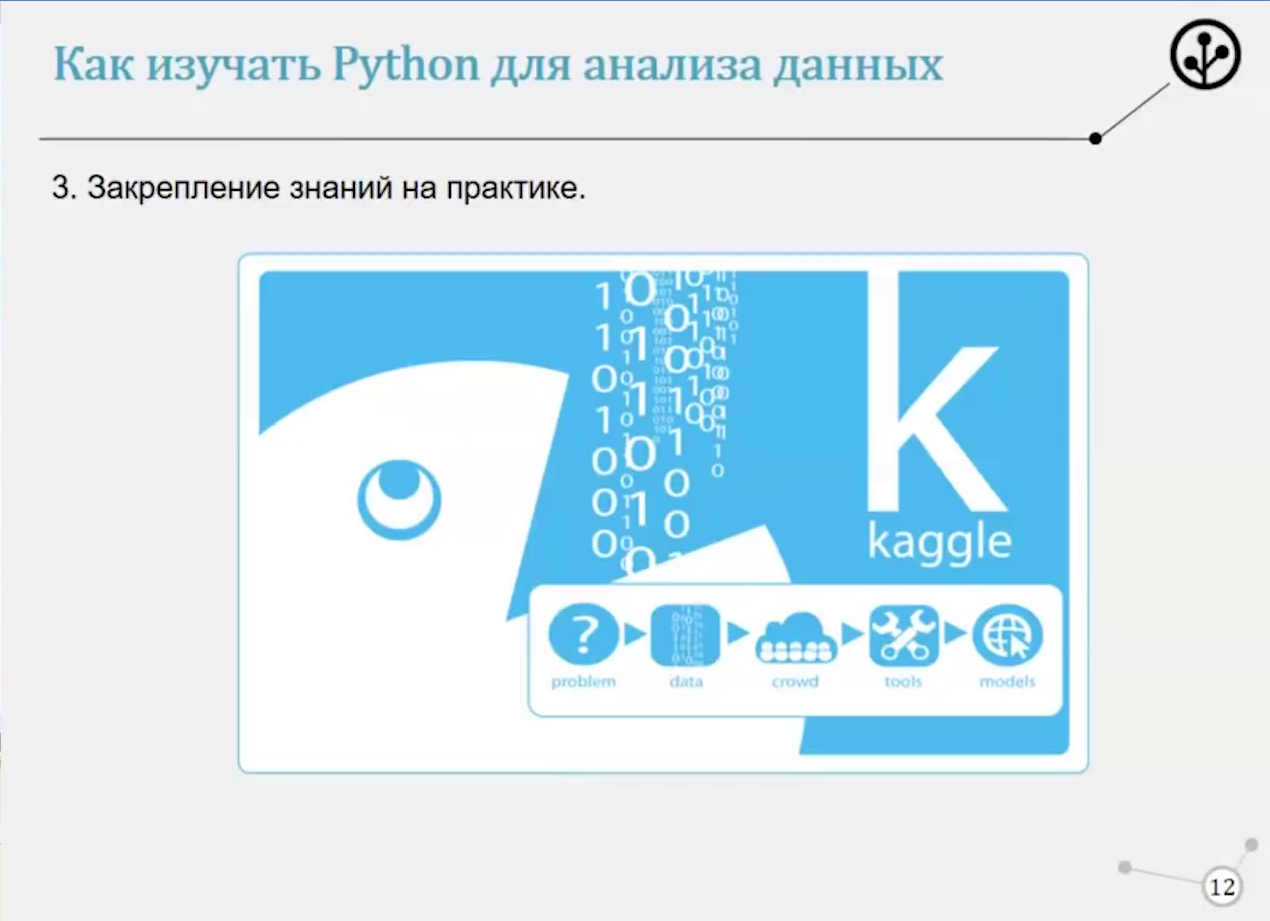 Как изучать Python для анализа данных
3. Закрепление знаний на практике.
k
kaggle
?
problem
data
crowd
tools
models
12